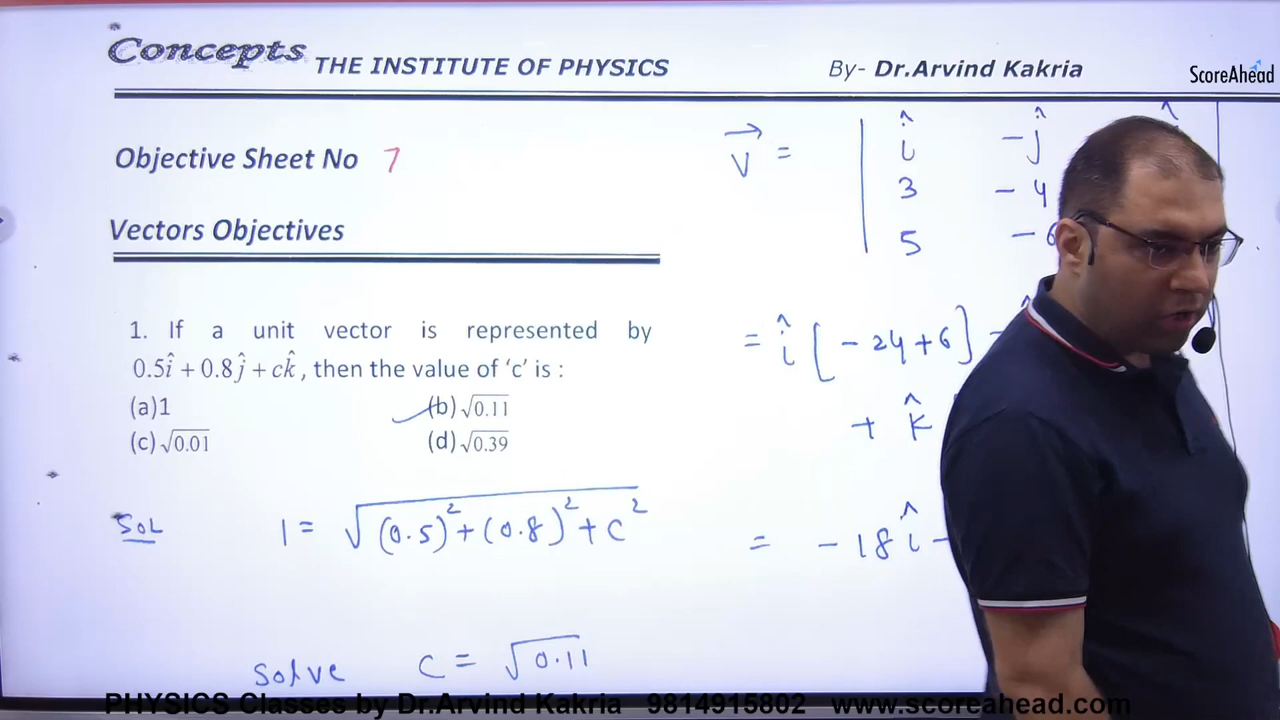 Concepts THE INSTITUTE OF PHYSICS By- Dr.Arvind Kakria
ScoreAhead
Objective Sheet No 7
Vectors Objectives
1. If a unit vector is represented by
0.5î + 0.8ĵ + ck̂, then the value of ‘c’ is :
(a)1 (b)√0.11
(c)√0.01 (d)√0.39
SOL 1 = √(0.5)²+(0.8)²+c²
Solve c = √0.11
V⃗ = | î -ĵ
3 -4
5 -6
= î [-24+6] -
+ k̂
= -18î -
PHYSICS Classes by Dr.Arvind Kakria 9814915802 www.scoreahead.com